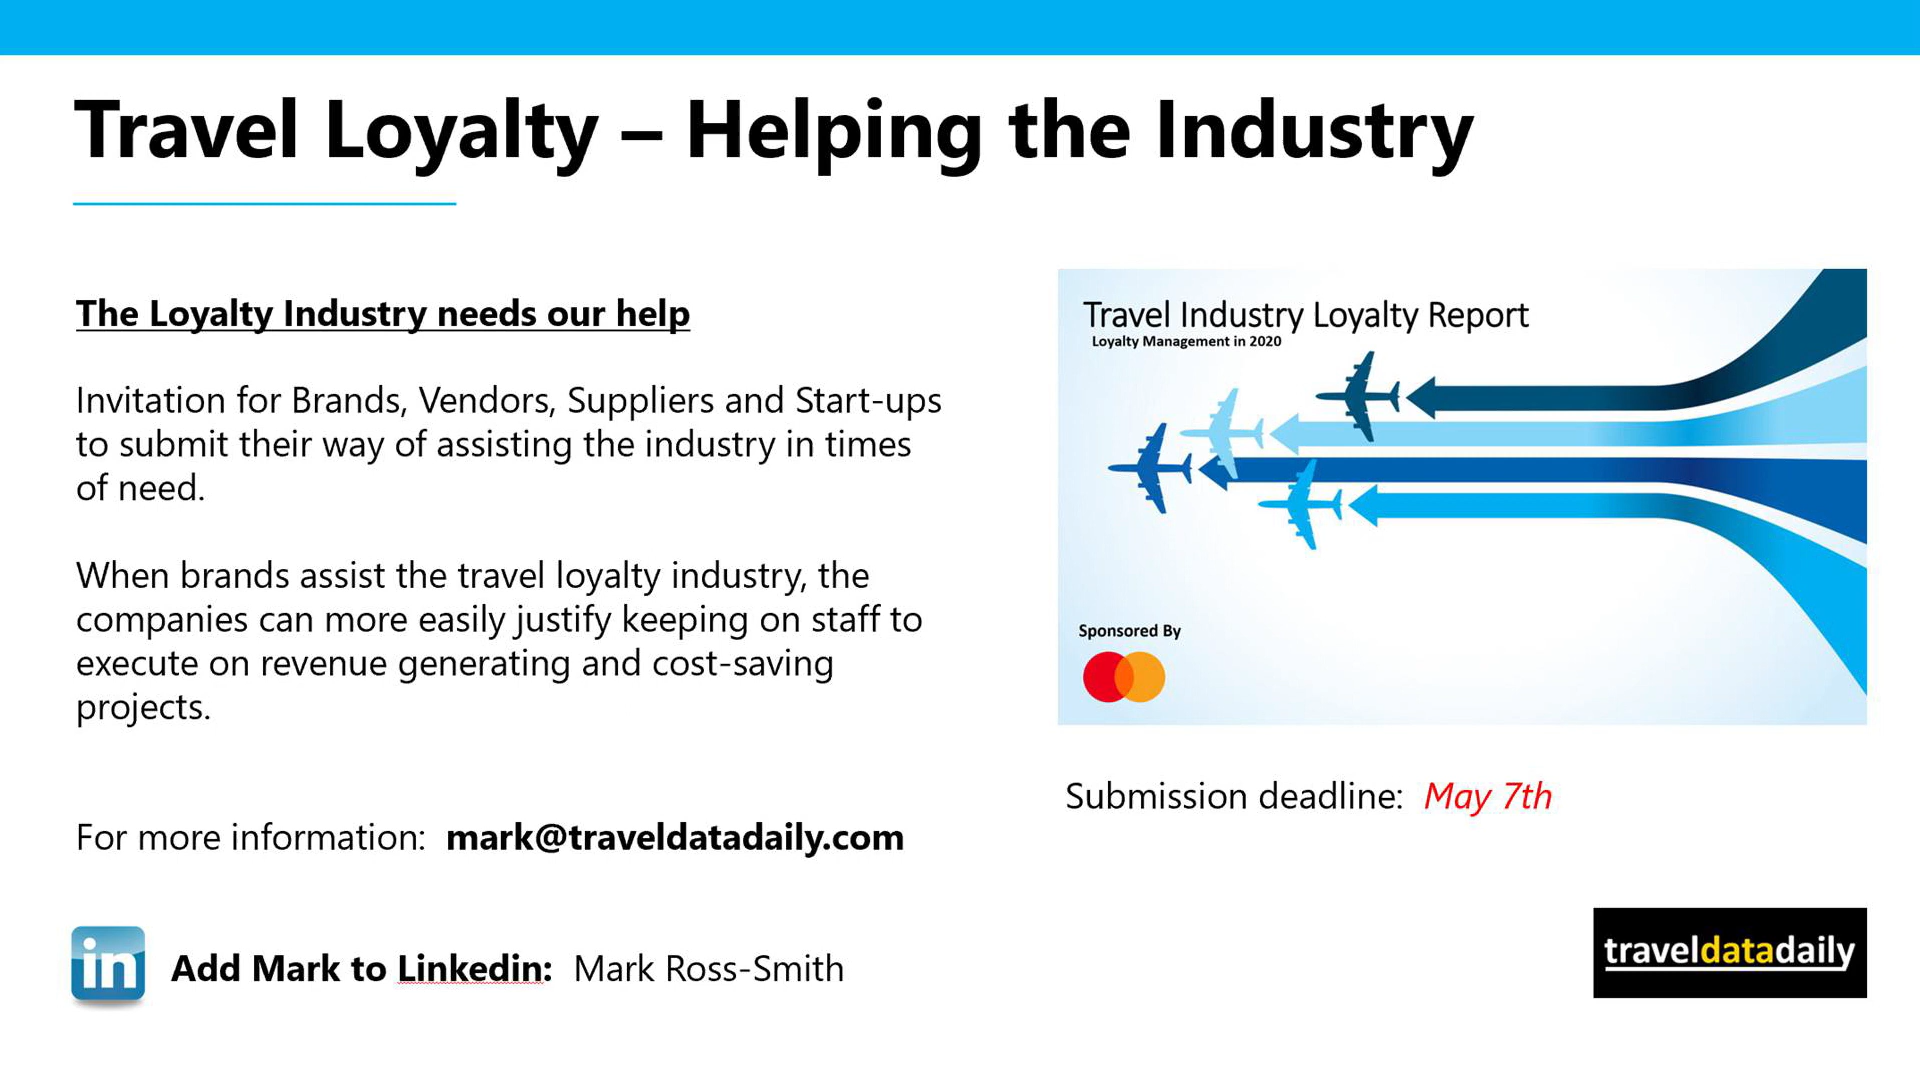 Travel Loyalty – Helping the Industry
The Loyalty Industry needs our help
Invitation for Brands, Vendors, Suppliers and Start-ups
to submit their way of assisting the industry in times
of need.
When brands assist the travel loyalty industry, the
companies can more easily justify keeping on staff to
execute on revenue generating and cost-saving
projects.
For more information: mark@traveldatadaily.com
in
Add Mark to Linkedin: Mark Ross-Smith
Travel Industry Loyalty Report
Loyalty Management in 2020
Sponsored By
Submission deadline: May 7th
traveldatadaily